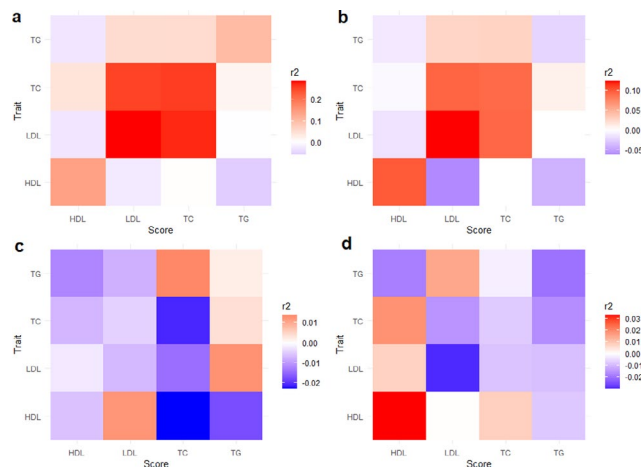 a
TG
TC
LDL
HDL
Trait
HDL LDL TC TG
Score
r2
0.2
0.1
0.0
b
TG
TC
LDL
HDL
Trait
HDL LDL TC TG
Score
r2
0.10
0.05
0.00
-0.05
c
TG
TC
LDL
HDL
Trait
HDL LDL TC TG
Score
r2
0.01
0.00
-0.01
-0.02
d
TG
TC
LDL
HDL
Trait
HDL LDL TC TG
Score
r2
0.03
0.02
0.01
0.00
-0.01
-0.02